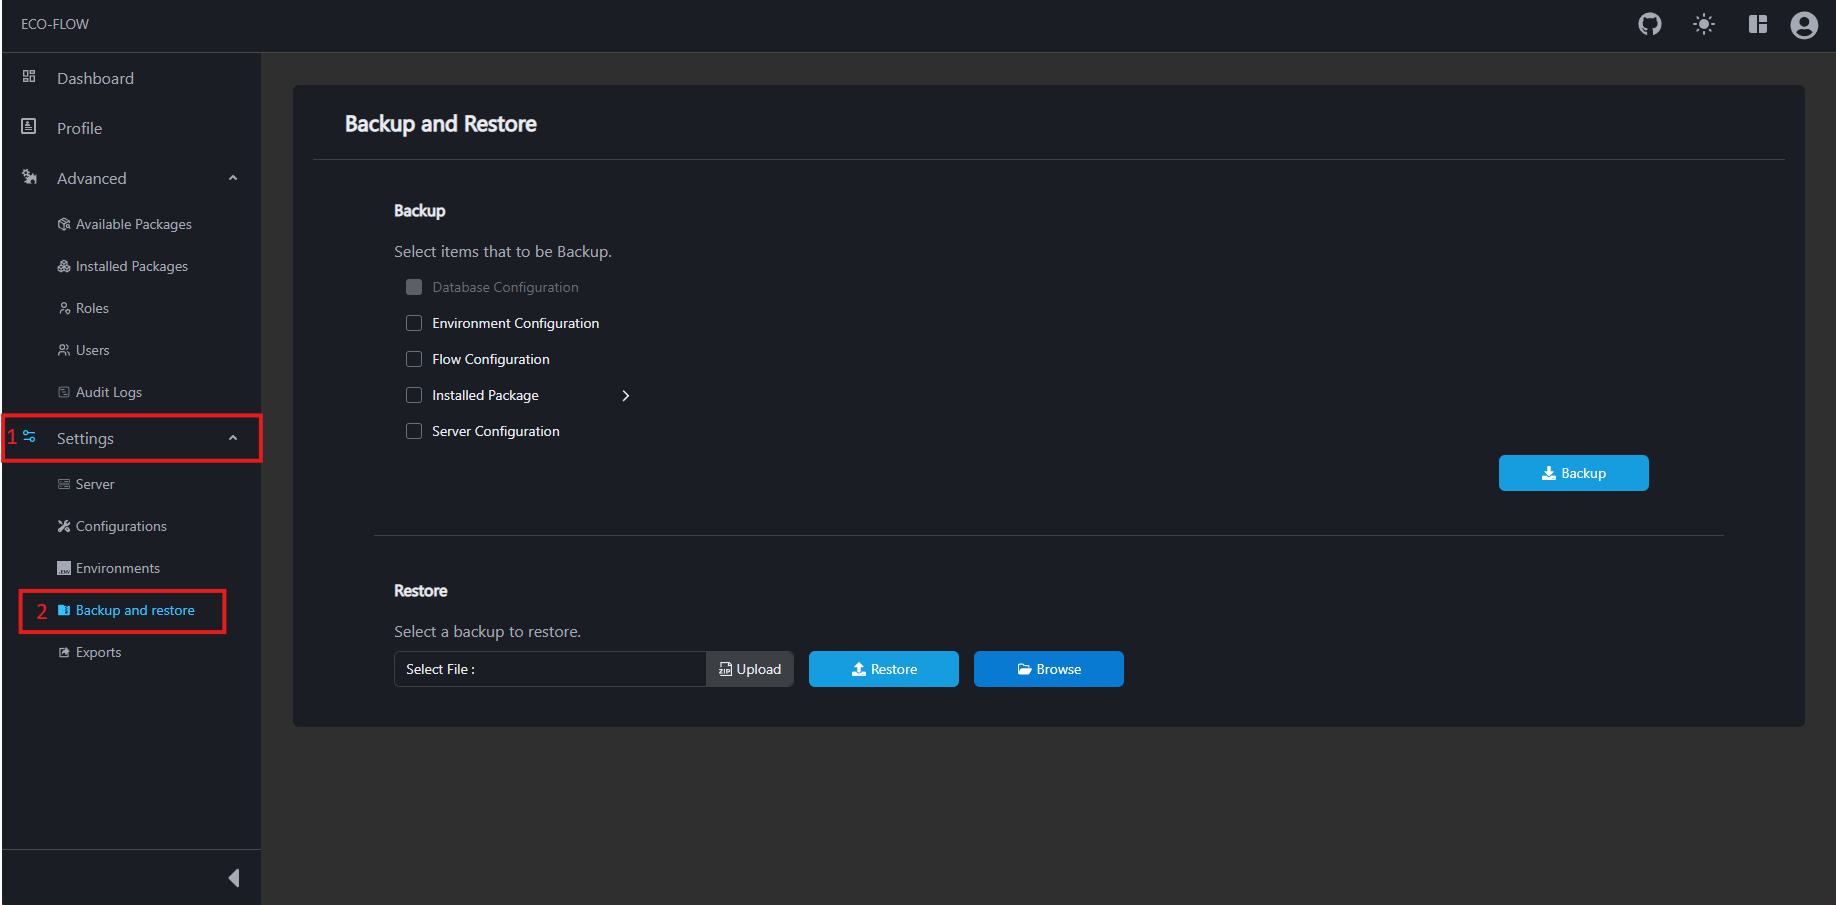 ECO-FLOW
Dashboard
Profile
Advanced
Available Packages
Installed Packages
Roles
Users
Audit Logs
1 Settings
Server
Configurations
Environments
2 Backup and restore
Exports
Backup and Restore
Backup
Select items that to be Backup.
Database Configuration
Environment Configuration
Flow Configuration
Installed Package
Server Configuration
Backup
Restore
Select a backup to restore.
Select File : Upload Restore Browse